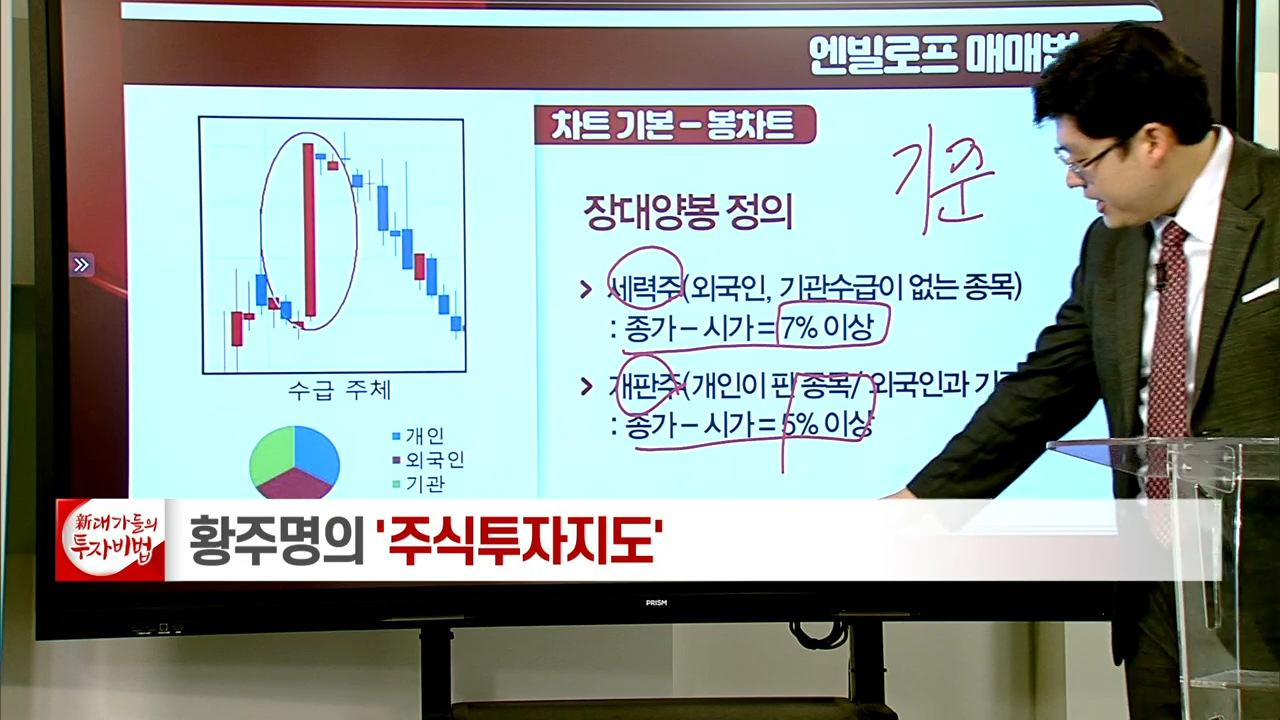 엔빌로프 매매법
차트 기본 – 봉차트
기준
장대양봉 정의
세력주(외국인, 기관수급이 없는 종목)
: 종가 – 시가 = 7% 이상
개판주(개인이 판 종목/ 외국인과 기
: 종가 – 시가 = 5% 이상
수급 주체
개인
외국인
기관
新대가들의
투자비법
황주명의 '주식투자지도'
PRISM